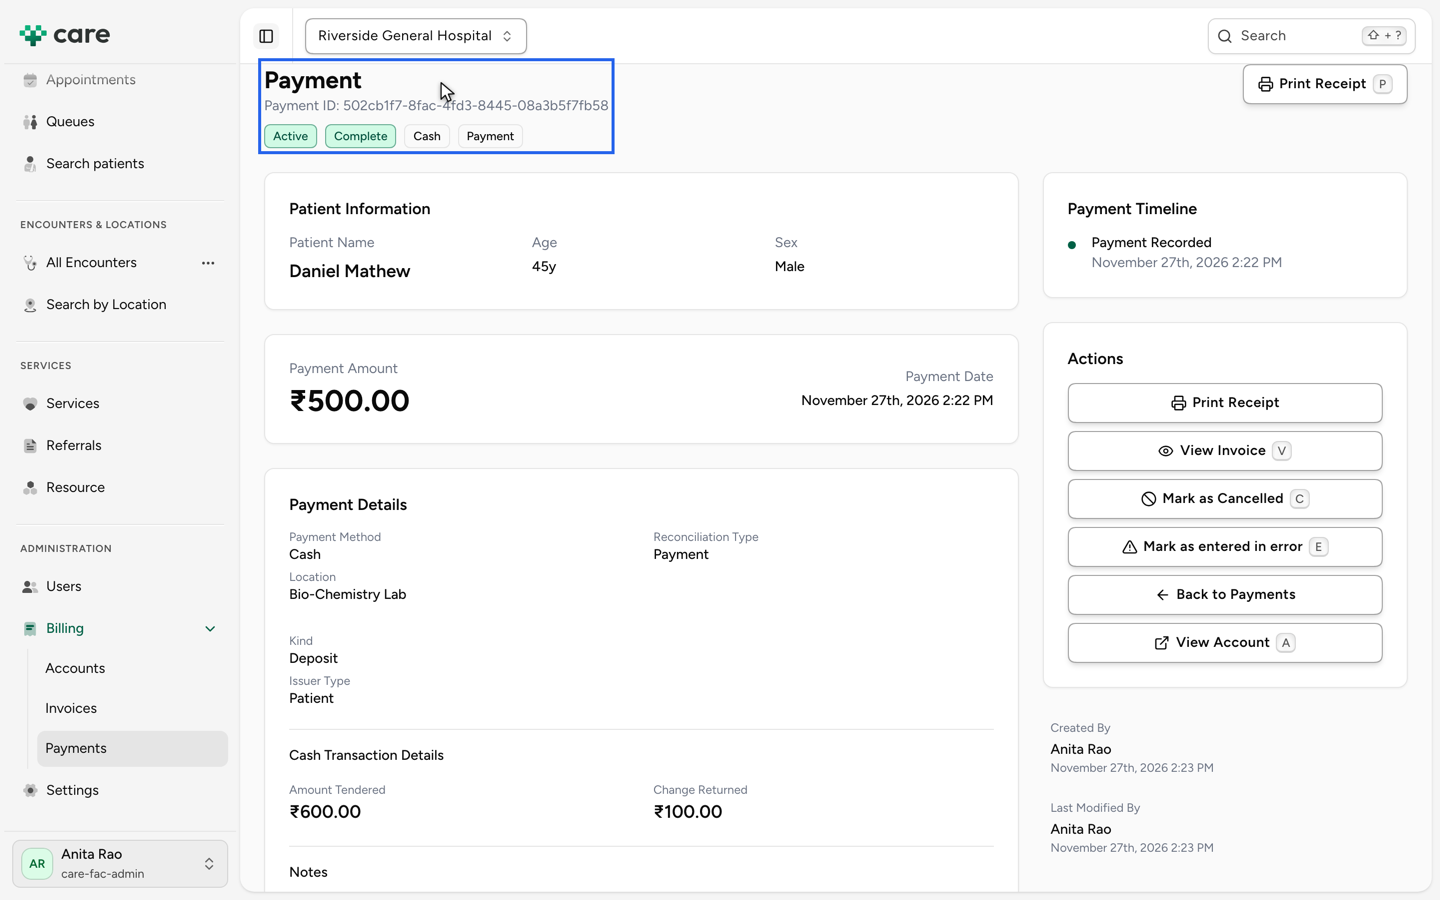 care
Appointments
Queues
Search patients
ENCOUNTERS & LOCATIONS
All Encounters
Search by Location
SERVICES
Services
Referrals
Resource
ADMINISTRATION
Users
Billing
Accounts
Invoices
Payments
Settings
AR
Anita Rao
care-fac-admin
Riverside General Hospital
Search
⇧ + ?
Payment
Payment ID: 502cb1f7-8fac-4fd3-8445-08a3b5f7fb58
Active Complete Cash Payment
Print Receipt P
Patient Information
Patient Name Age Sex
Daniel Mathew 45y Male
Payment Amount
₹500.00
Payment Date
November 27th, 2026 2:22 PM
Payment Details
Payment Method Reconciliation Type
Cash Payment
Location
Bio-Chemistry Lab
Kind
Deposit
Issuer Type
Patient
Cash Transaction Details
Amount Tendered Change Returned
₹600.00 ₹100.00
Notes
Payment Timeline
Payment Recorded
November 27th, 2026 2:22 PM
Actions
Print Receipt
View Invoice V
Mark as Cancelled C
Mark as entered in error E
Back to Payments
View Account A
Created By
Anita Rao
November 27th, 2026 2:23 PM
Last Modified By
Anita Rao
November 27th, 2026 2:23 PM